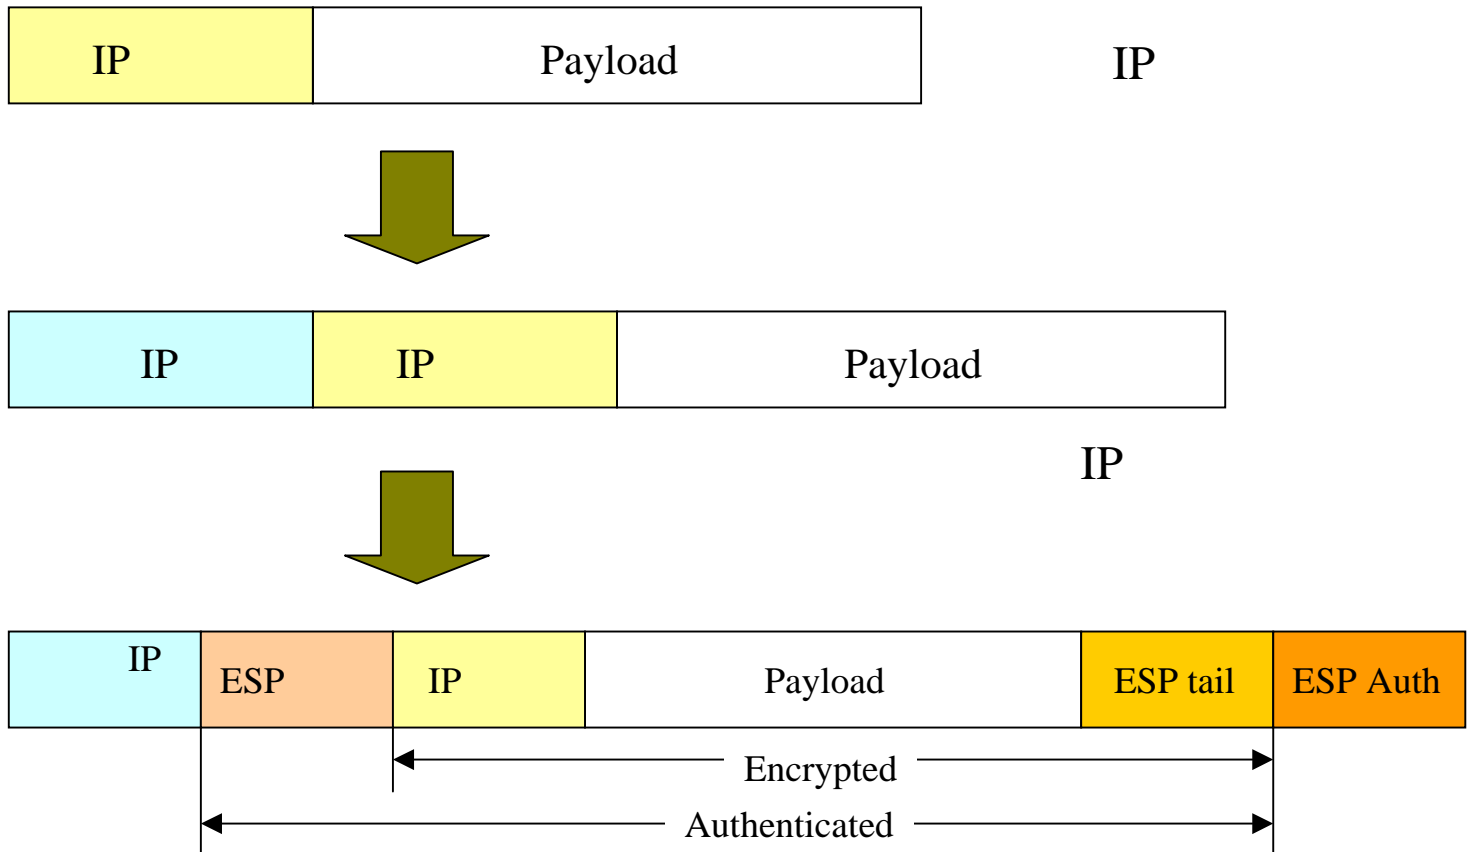 IP Payload IP
IP IP Payload
IP
IP ESP IP Payload ESP tail ESP Auth
Encrypted
Authenticated